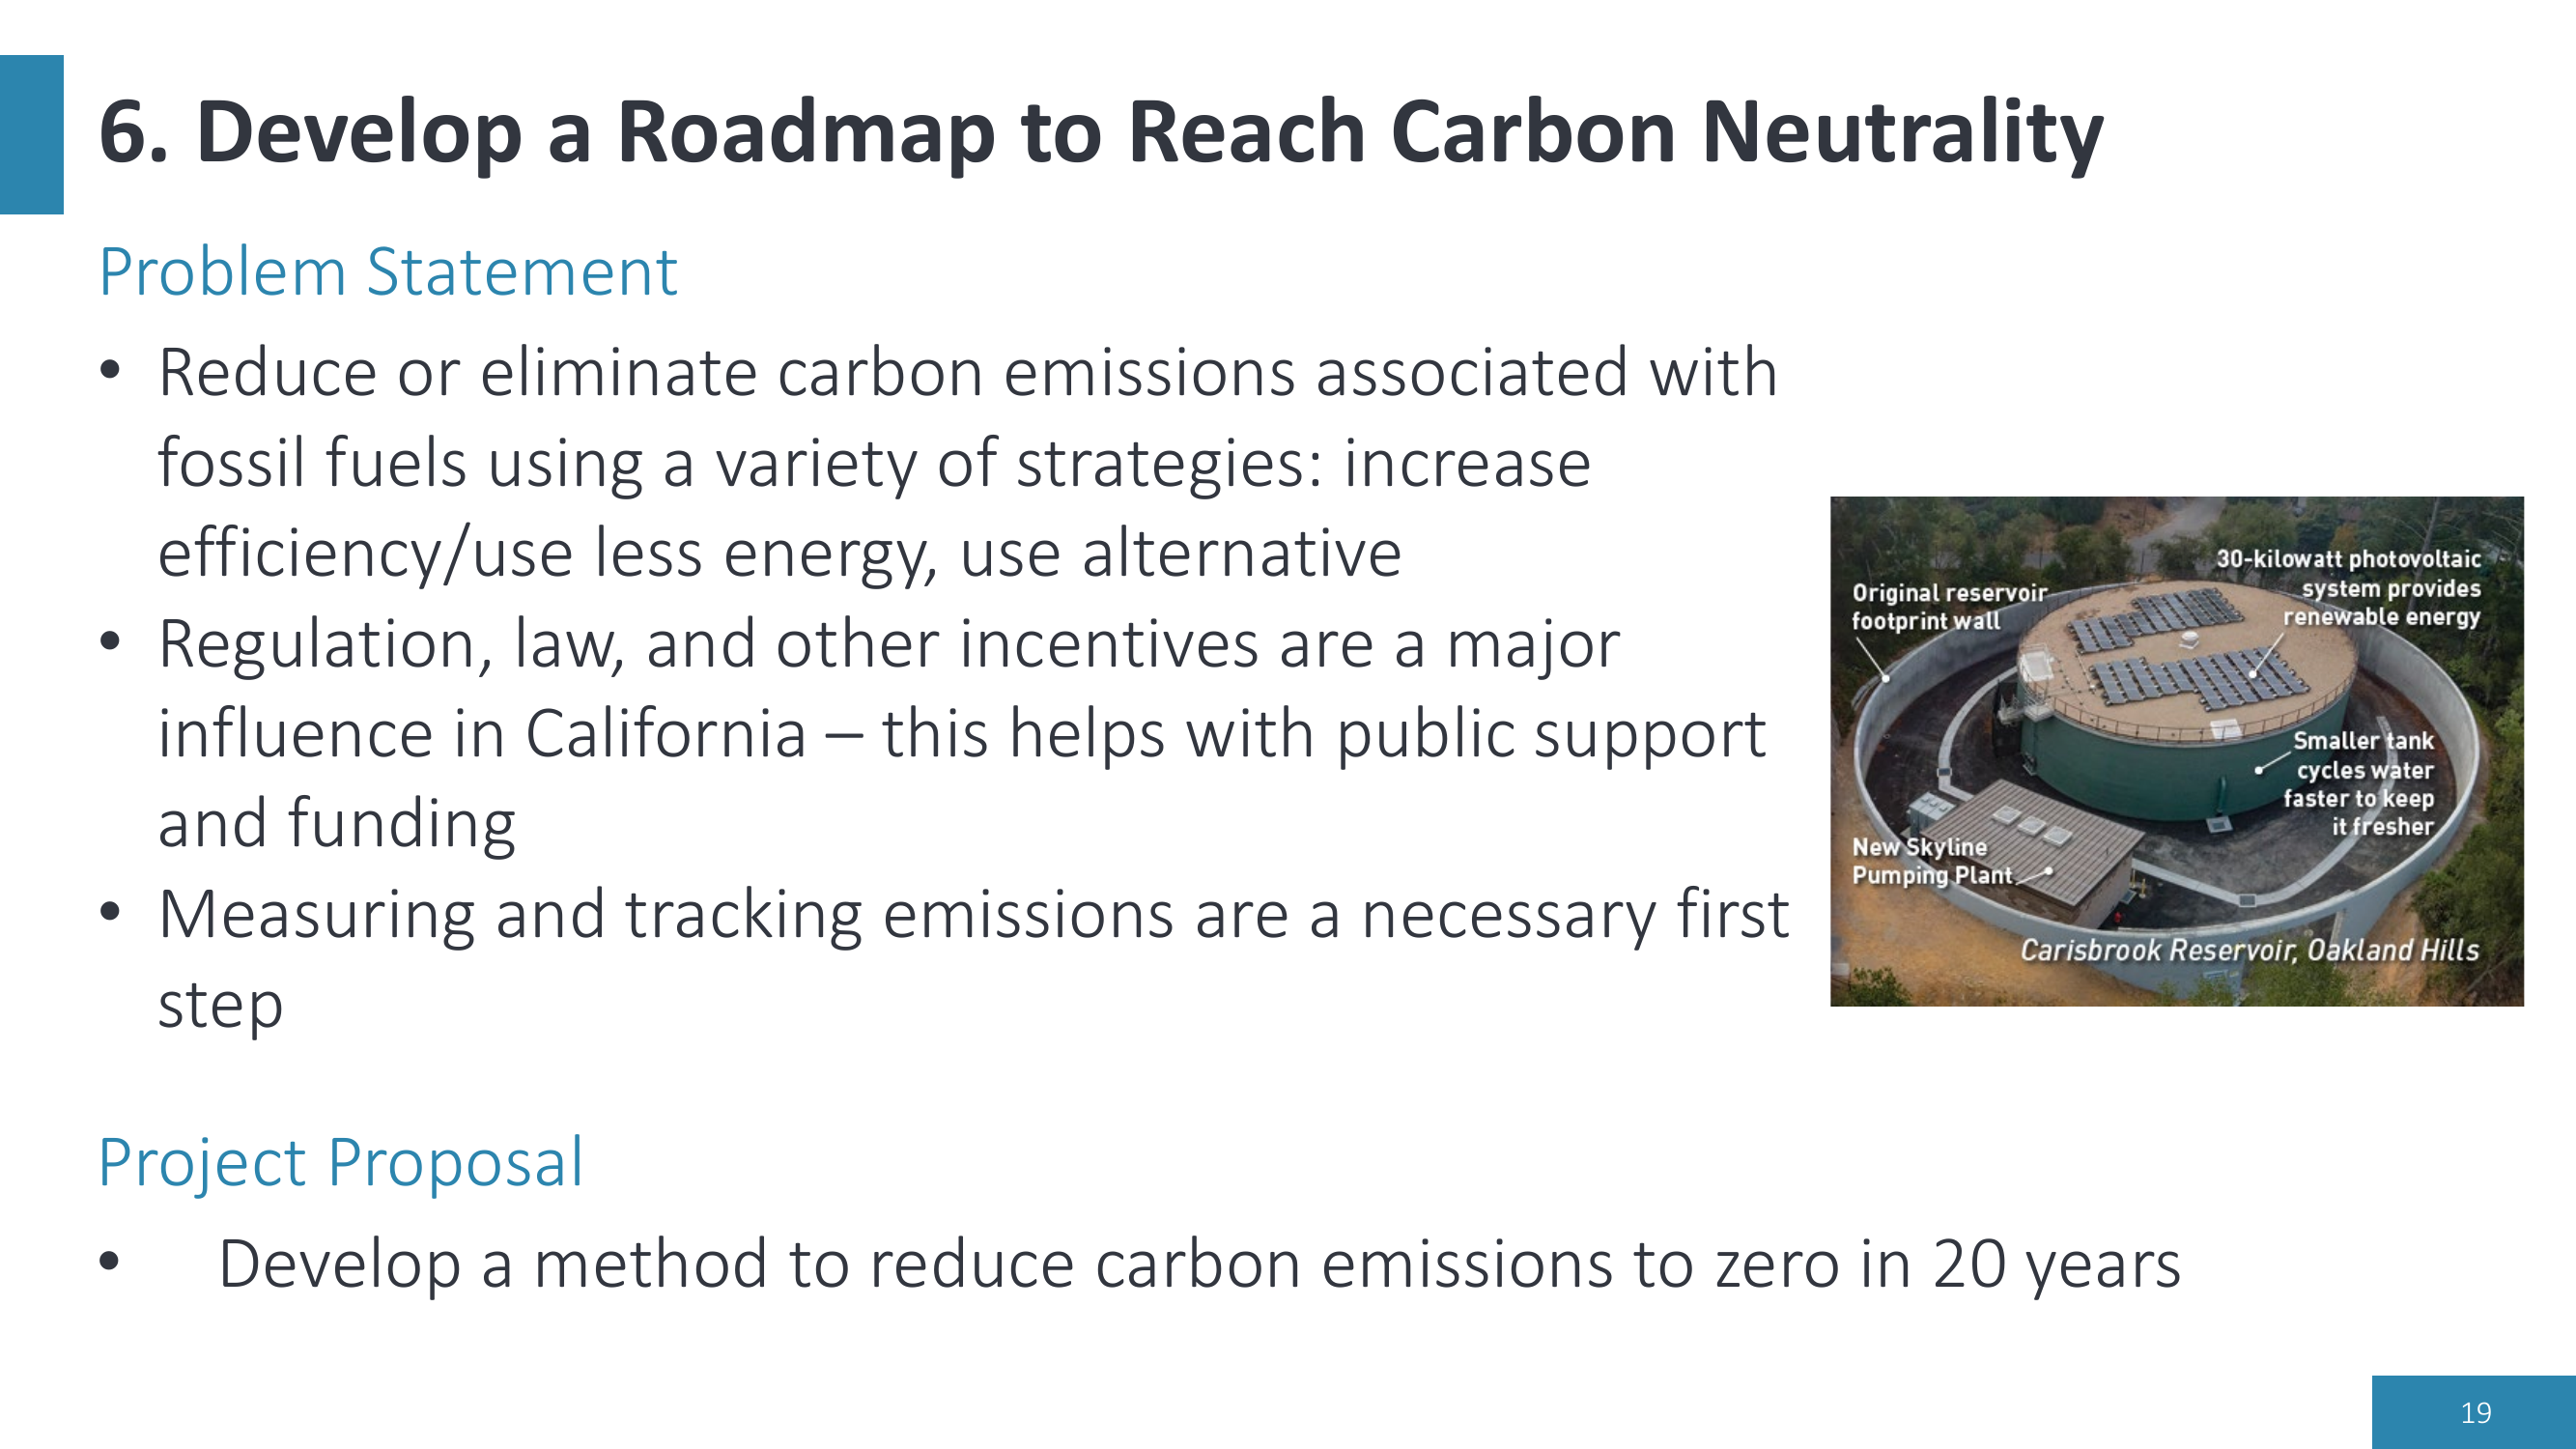 6. Develop a Roadmap to Reach Carbon Neutrality
Problem Statement
• Reduce or eliminate carbon emissions associated with
fossil fuels using a variety of strategies: increase
efficiency/use less energy, use alternative
• Regulation, law, and other incentives are a major
influence in California – this helps with public support
and funding
• Measuring and tracking emissions are a necessary first
step
Original reservoir
footprint wall
30-kilowatt photovoltaic
system provides
renewable energy
Smaller tank
cycles water
faster to keep
it fresher
New Skyline
Pumping Plant
Carisbrook Reservoir, Oakland Hills
Project Proposal
• Develop a method to reduce carbon emissions to zero in 20 years
19